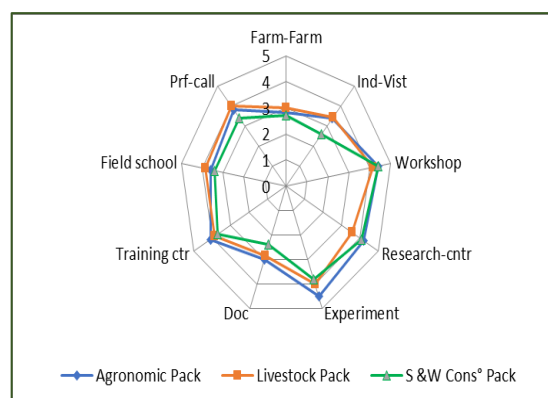 Farm-Farm
5
Prf-call
4
Ind-Vist
3
2
Field school
1
Workshop
0
Training ctr
Research-cntr
Doc
Experiment
Agronomic Pack
Livestock Pack
S &W Cons° Pack